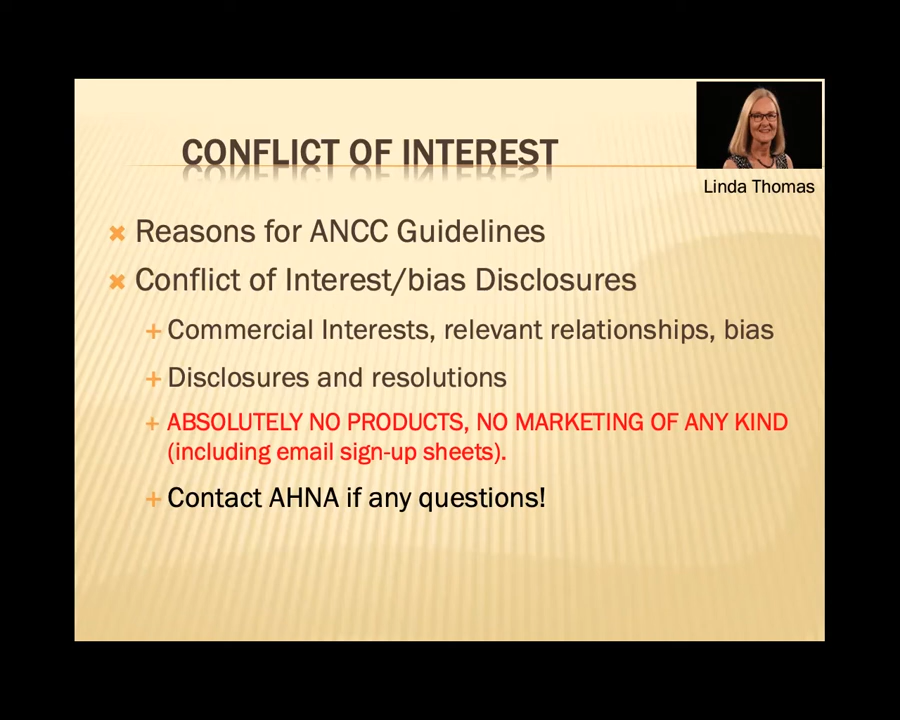 CONFLICT OF INTEREST
Linda Thomas
Reasons for ANCC Guidelines
Conflict of Interest/bias Disclosures
Commercial Interests, relevant relationships, bias
Disclosures and resolutions
ABSOLUTELY NO PRODUCTS, NO MARKETING OF ANY KIND
(including email sign-up sheets).
Contact AHNA if any questions!